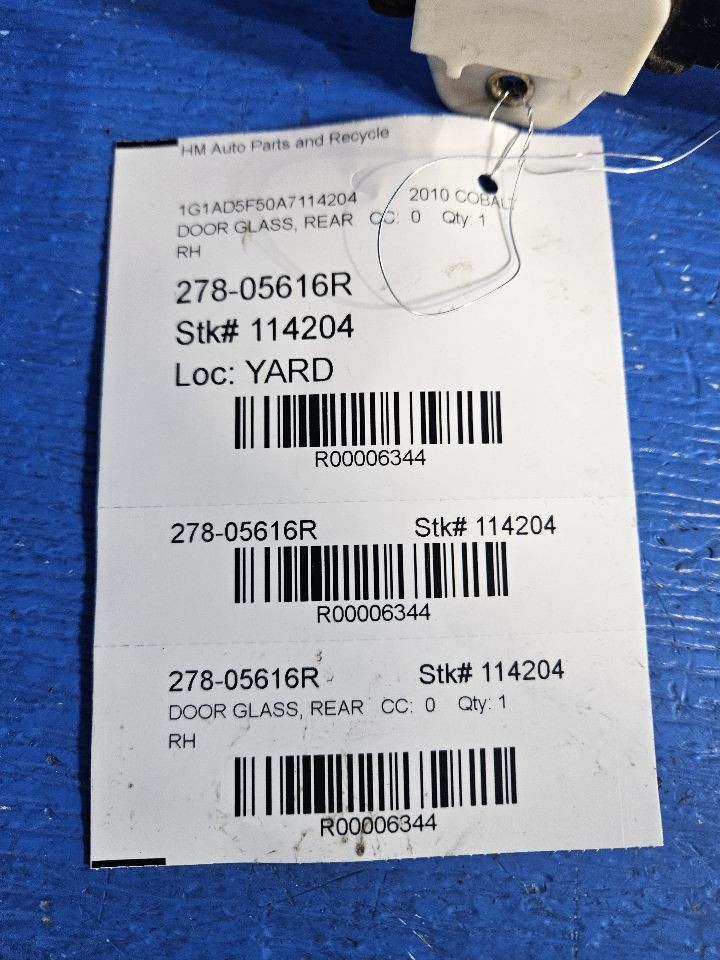 HM Auto Parts and Recycle
1G1AD5F50A7114204 2010 COBALT
DOOR GLASS, REAR CC: 0 Qty: 1
RH
278-05616R
Stk# 114204
Loc: YARD
R00006344
278-05616R Stk# 114204
R00006344
278-05616R Stk# 114204
DOOR GLASS, REAR CC: 0 Qty: 1
RH
R00006344